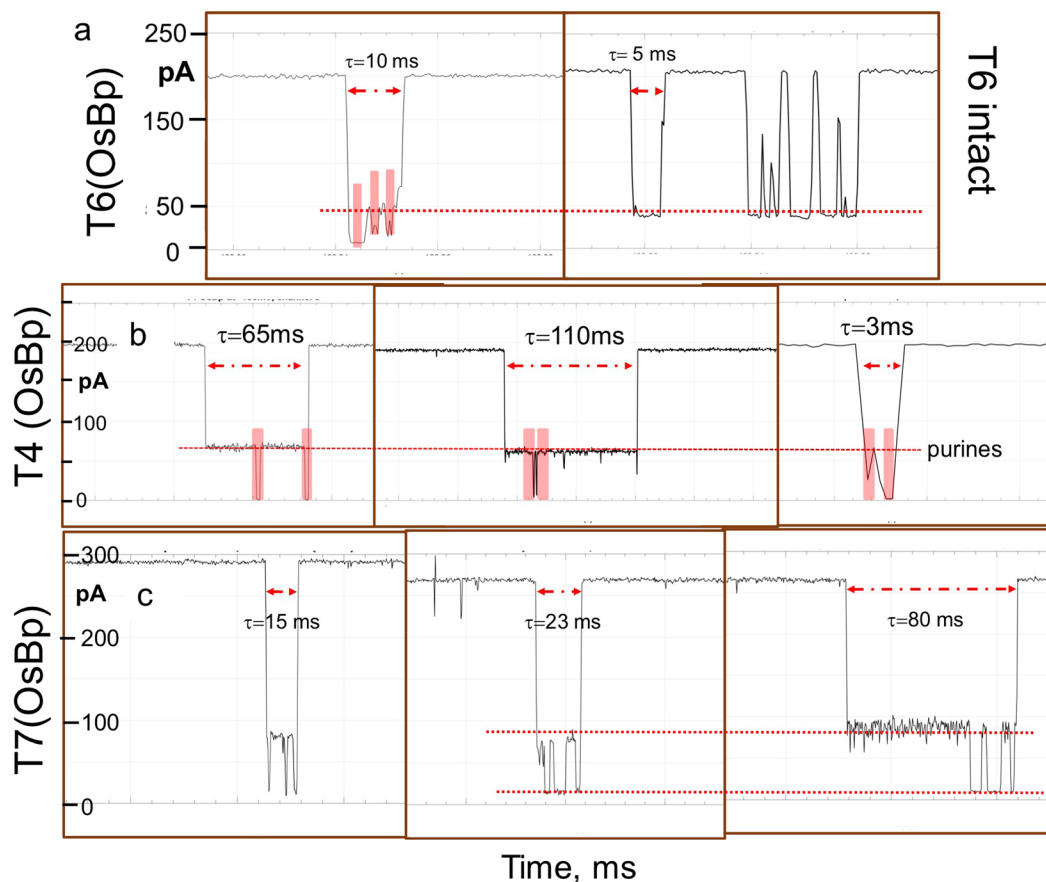 a
250
pA
150
50
0
T6(OsBp)
τ=10 ms
τ= 5 ms
T6 intact
b
200
pA
100
0
T4 (OsBp)
τ=65ms
τ=110ms
τ=3ms
purines
300
pA
c
200
100
0
T7(OsBp)
τ=15 ms
τ=23 ms
τ=80 ms
Time, ms